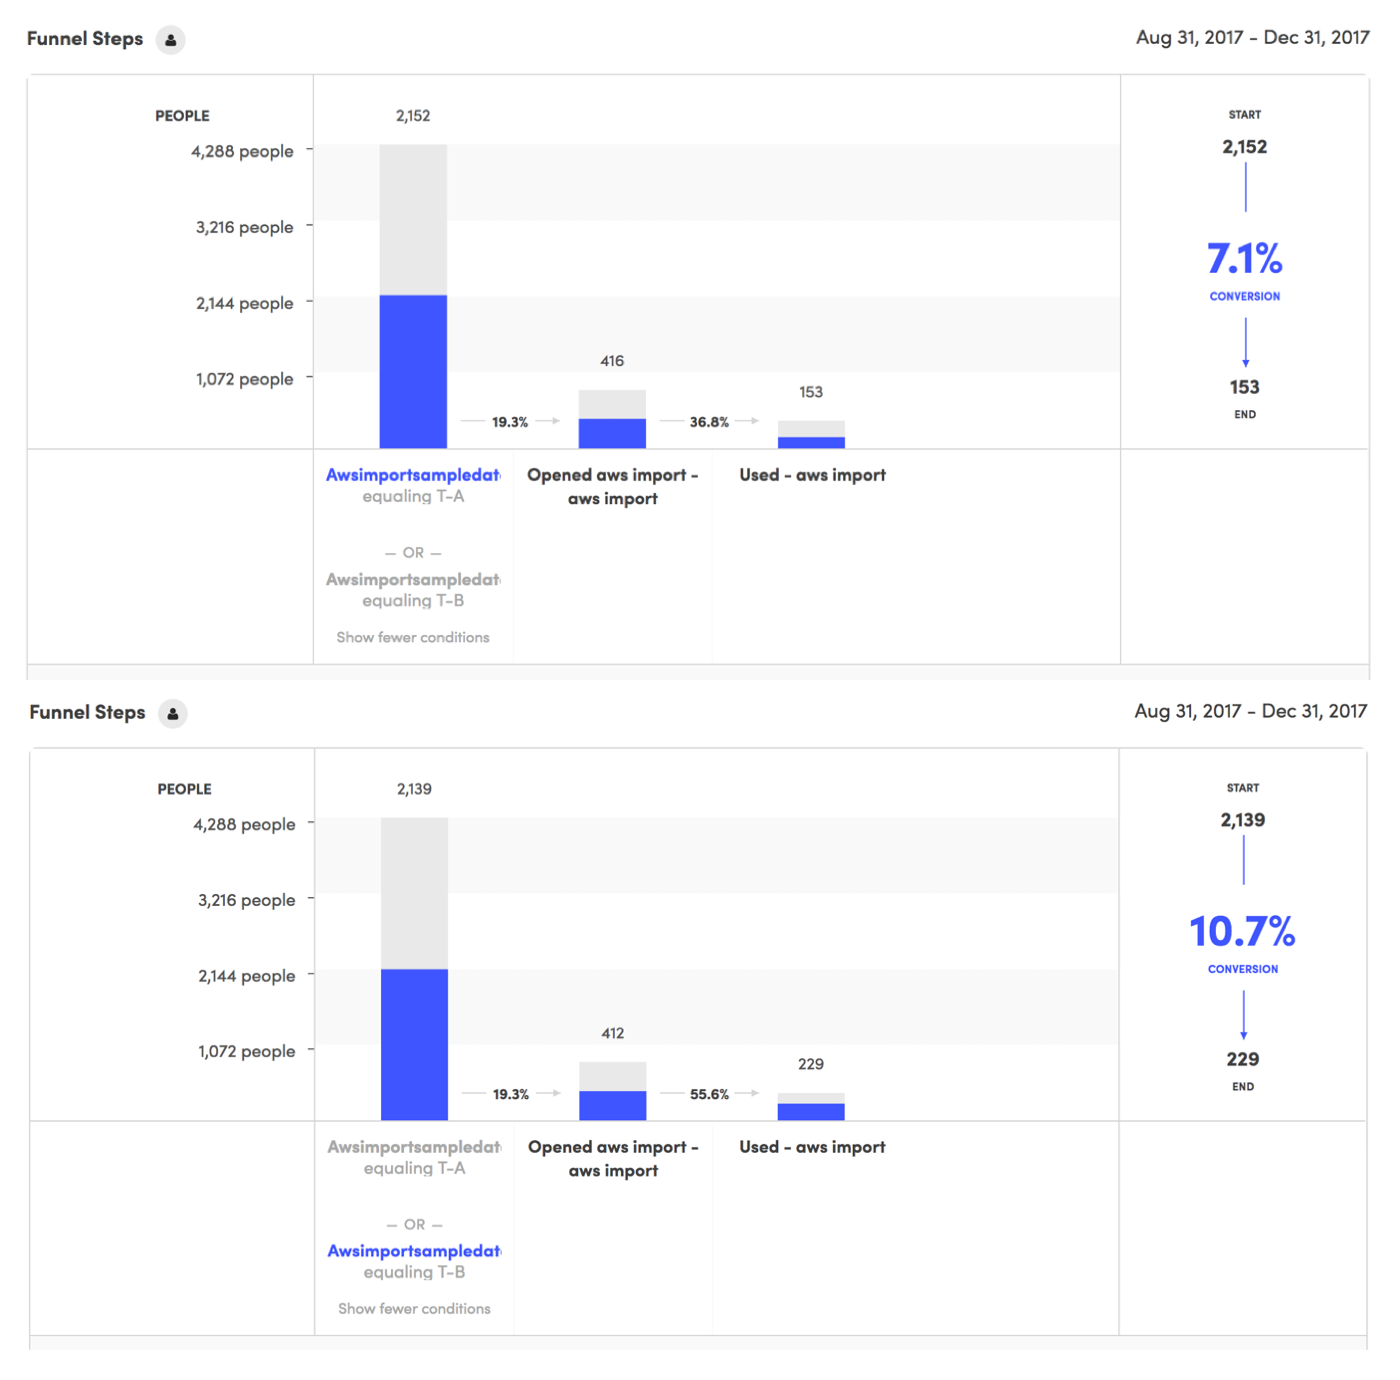 Funnel Steps
Aug 31, 2017 - Dec 31, 2017
PEOPLE
2,152
4,288 people
3,216 people
2,144 people
1,072 people
416
153
19.3%
36.8%
START
2,152
7.1%
CONVERSION
153
END
Awsimportsampledat
equaling T-A
— OR —
Awsimportsampledat
equaling T-B
Show fewer conditions
Opened aws import -
aws import
Used - aws import
Funnel Steps
Aug 31, 2017 - Dec 31, 2017
PEOPLE
2,139
4,288 people
3,216 people
2,144 people
1,072 people
412
229
19.3%
55.6%
START
2,139
10.7%
CONVERSION
229
END
Awsimportsampledat
equaling T-A
— OR —
Awsimportsampledat
equaling T-B
Show fewer conditions
Opened aws import -
aws import
Used - aws import